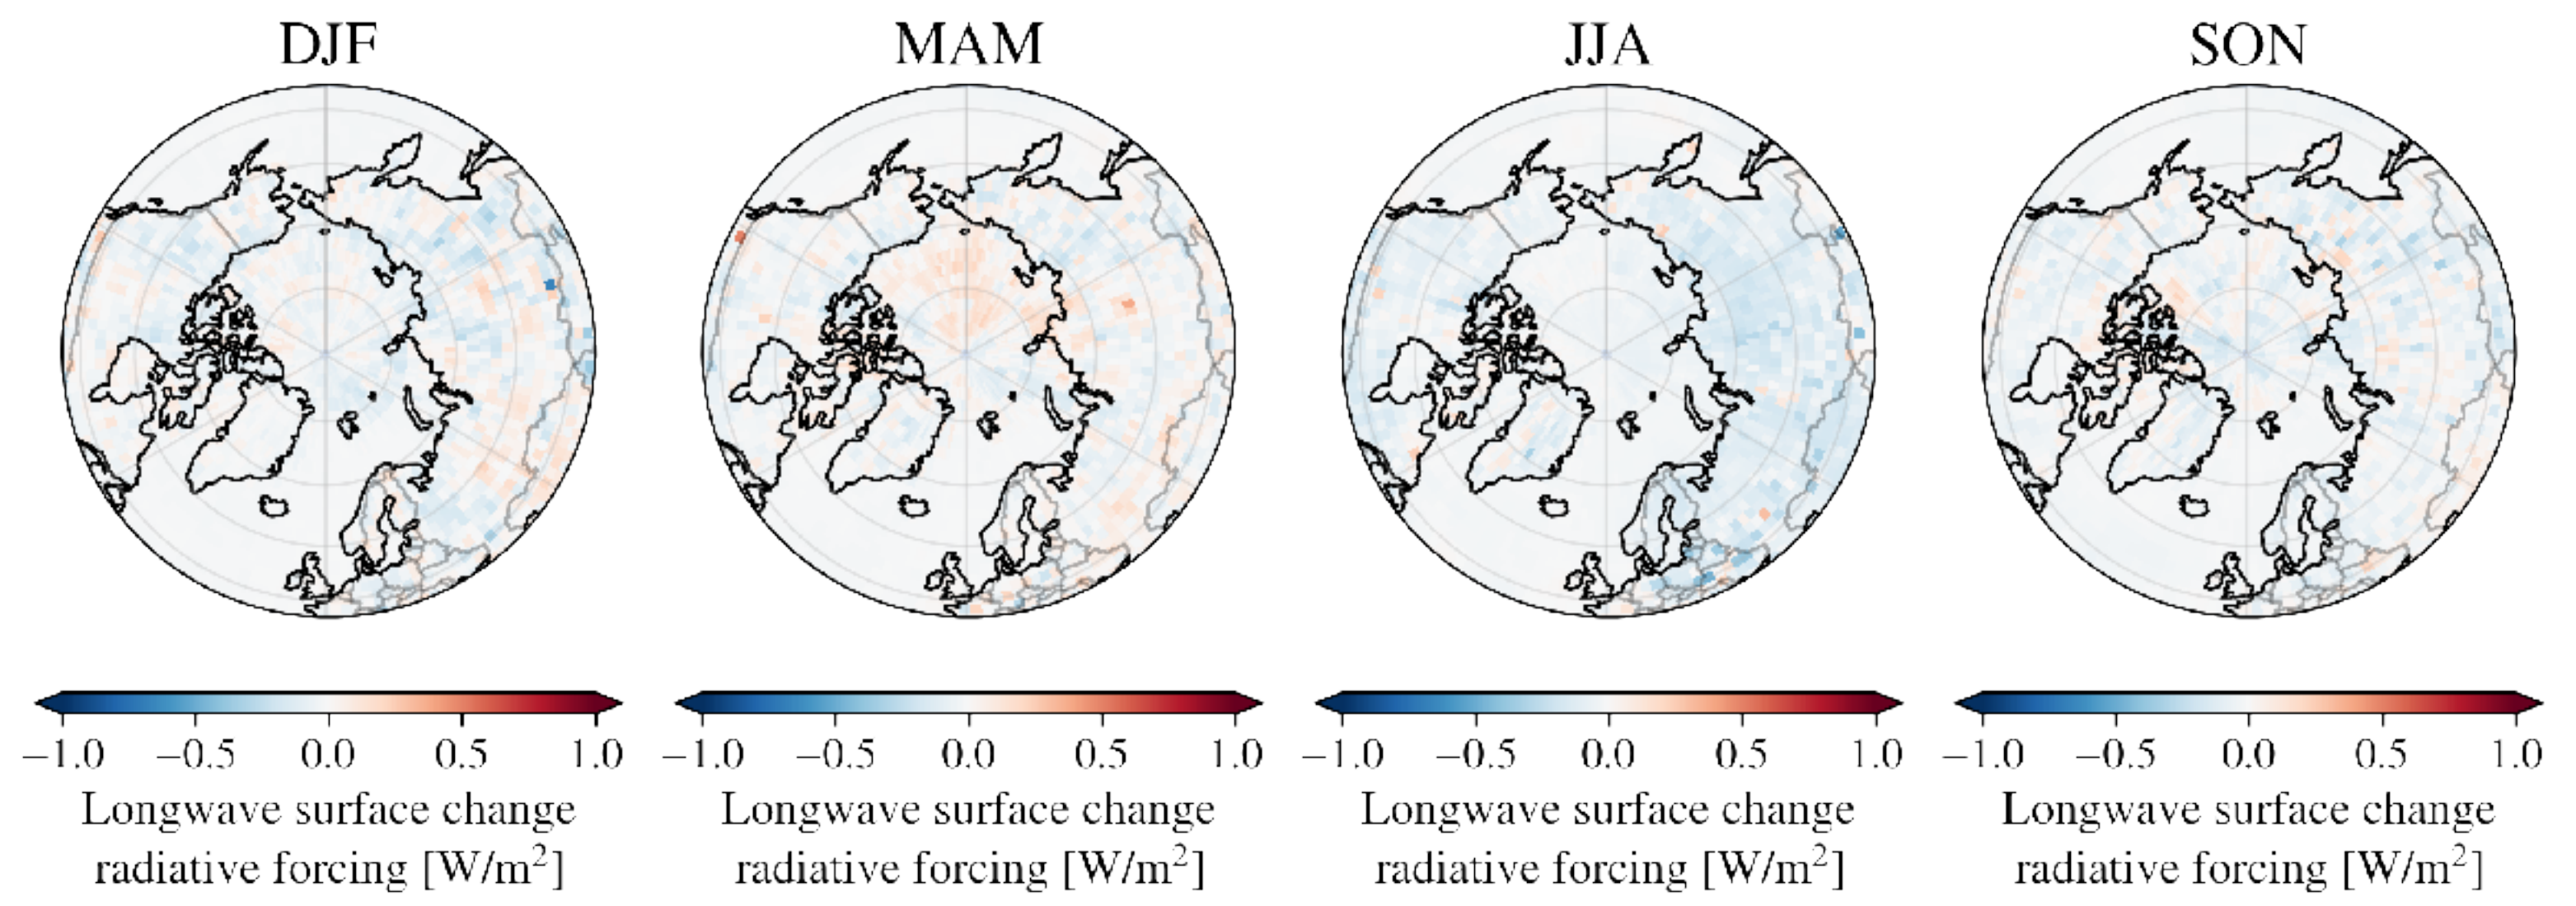 DJF MAM JJA SON
−1.0 −0.5 0.0 0.5 1.0 −1.0 −0.5 0.0 0.5 1.0 −1.0 −0.5 0.0 0.5 1.0 −1.0 −0.5 0.0 0.5 1.0
Longwave surface change Longwave surface change Longwave surface change Longwave surface change
radiative forcing [W/m²] radiative forcing [W/m²] radiative forcing [W/m²] radiative forcing [W/m²]